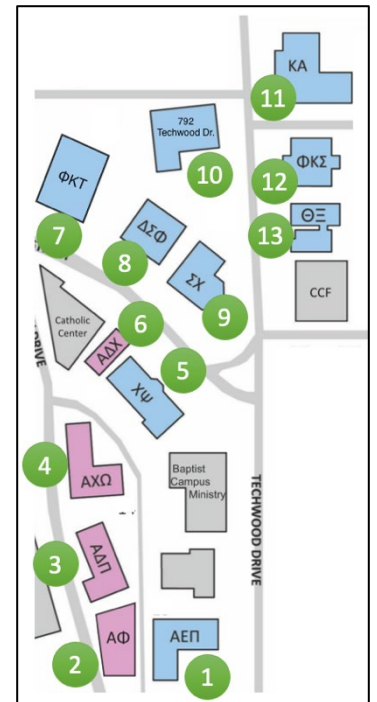 ΚΑ
11
792
Techwood Dr.
ΦΚΣ
12
10
ΦΚΤ
ΘΞ
13
7
ΔΣΦ
8
ΣΧ
CCF
9
6
Catholic
Center
ΑΔΧ
5
ΧΨ
DRIVE
4
ΑΧΩ
Baptist
Campus
Ministry
TECHWOOD DRIVE
3
ΑΔΠ
ΑΦ
ΑΕΠ
2
1